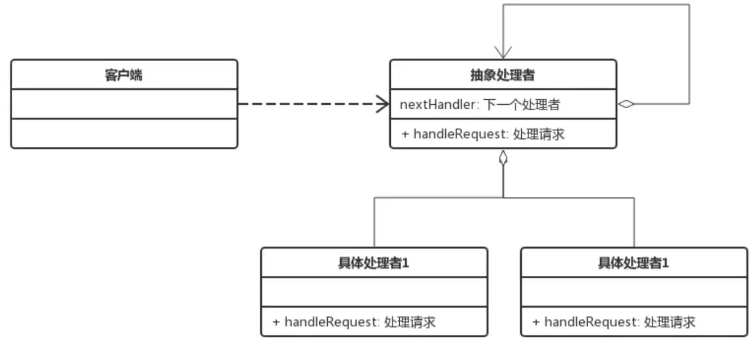 客户端
抽象处理者
nextHandler: 下一个处理者
+ handleRequest: 处理请求
具体处理者1
具体处理者1
+ handleRequest: 处理请求
+ handleRequest: 处理请求